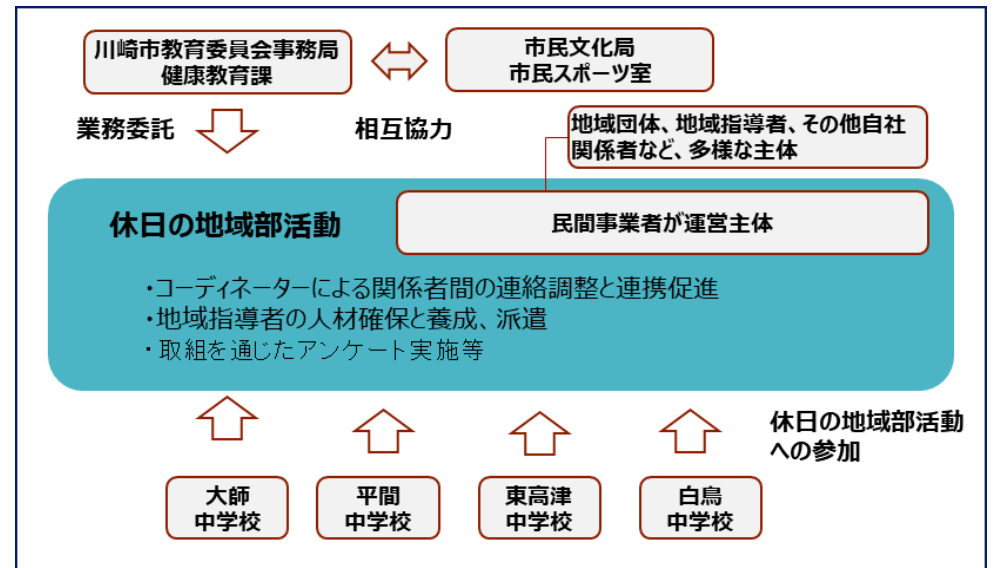 川崎市教育委員会事務局
健康教育課
市民文化局
市民スポーツ室
業務委託
相互協力
地域団体、地域指導者、その他自社
関係者など、多様な主体
休日の地域部活動
民間事業者が運営主体
・コーディネーターによる関係者間の連絡調整と連携促進
・地域指導者の人材確保と養成、派遣
・取組を通じたアンケート実施等
休日の地域部活動
への参加
大師
中学校
平間
中学校
東高津
中学校
白鳥
中学校